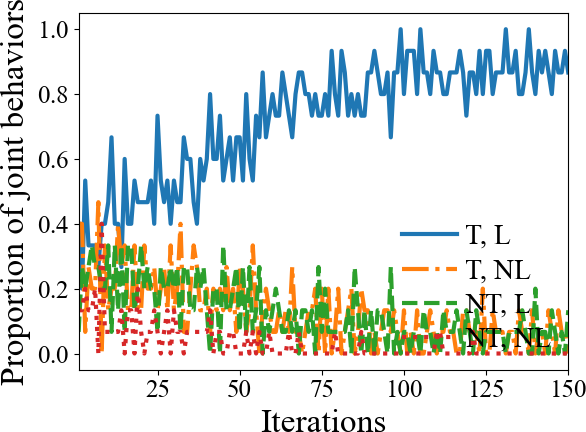 Proportion of joint behaviors
1.0
0.8
0.6
0.4
0.2
0.0
T, L
T, NL
NT, L
NT, NL
25 50 75 100 125 150
Iterations